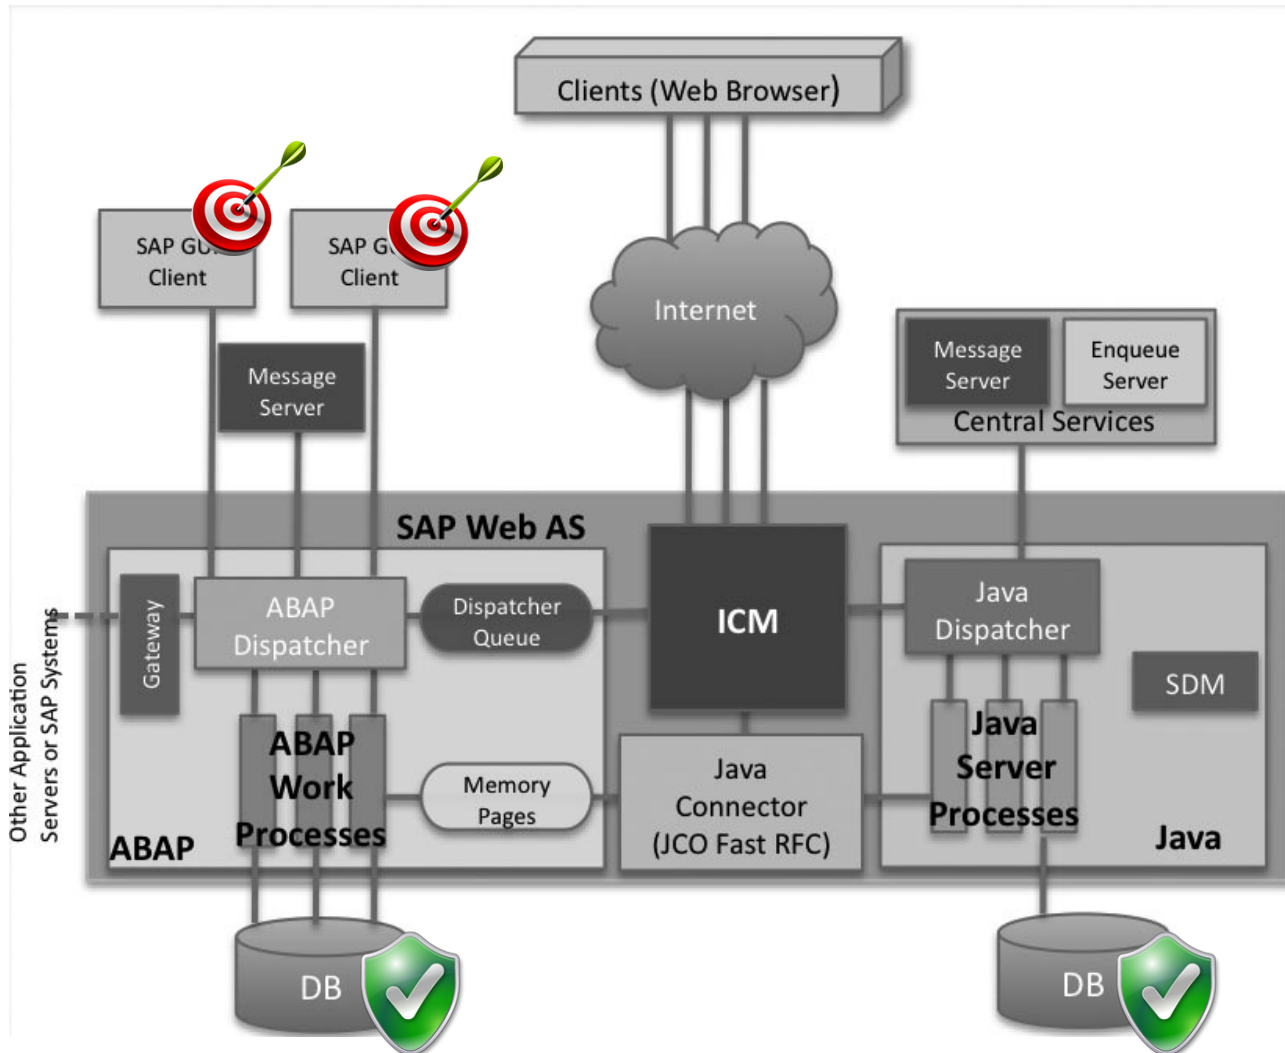 Clients (Web Browser)
SAP GU
Client
SAP G
Client
Internet
Message
Server
Message
Server
Enqueue
Server
Central Services
SAP Web AS
Other Application
Servers or SAP Systems
Gateway
ABAP
Dispatcher
Dispatcher
Queue
ICM
Java
Dispatcher
SDM
ABAP
Work
Processes
Memory
Pages
Java
Connector
(JCO Fast RFC)
Java
Server
Processes
ABAP
Java
DB
DB